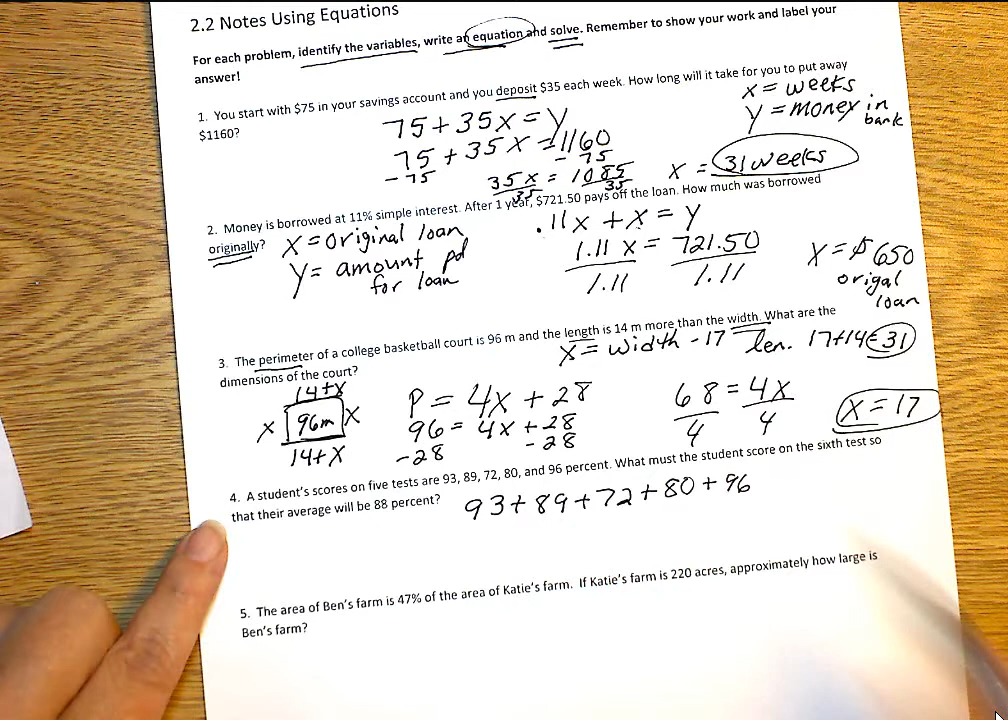 2.2 Notes Using Equations
For each problem, identify the variables, write an equation and solve. Remember to show your work and label your
answer!
1. You start with $75 in your savings account and you deposit $35 each week. How long will it take for you to put away
$1160?
x = weeks
y = money in
bank
75 + 35x = y
75 + 35x = 1160
-75 -75
35x = 1085
35 35
x = 31 weeks
2. Money is borrowed at 11% simple interest. After 1 year, $721.50 pays off the loan. How much was borrowed
originally?
x = original loan
y = amount pd
for loan
.11x + x = y
1.11 x = 721.50
1.11 1.11
x = $650
origal
loan
3. The perimeter of a college basketball court is 96 m and the length is 14 m more than the width. What are the
dimensions of the court?
x = width - 17 len. 17+14= 31
14+x
x 96m x
14+x
P = 4x + 28
96 = 4x + 28
-28 - 28
68 = 4x
4 4
x = 17
4. A student's scores on five tests are 93, 89, 72, 80, and 96 percent. What must the student score on the sixth test so
that their average will be 88 percent?
93 + 89 + 72 + 80 + 96
5. The area of Ben's farm is 47% of the area of Katie's farm. If Katie's farm is 220 acres, approximately how large is
Ben's farm?